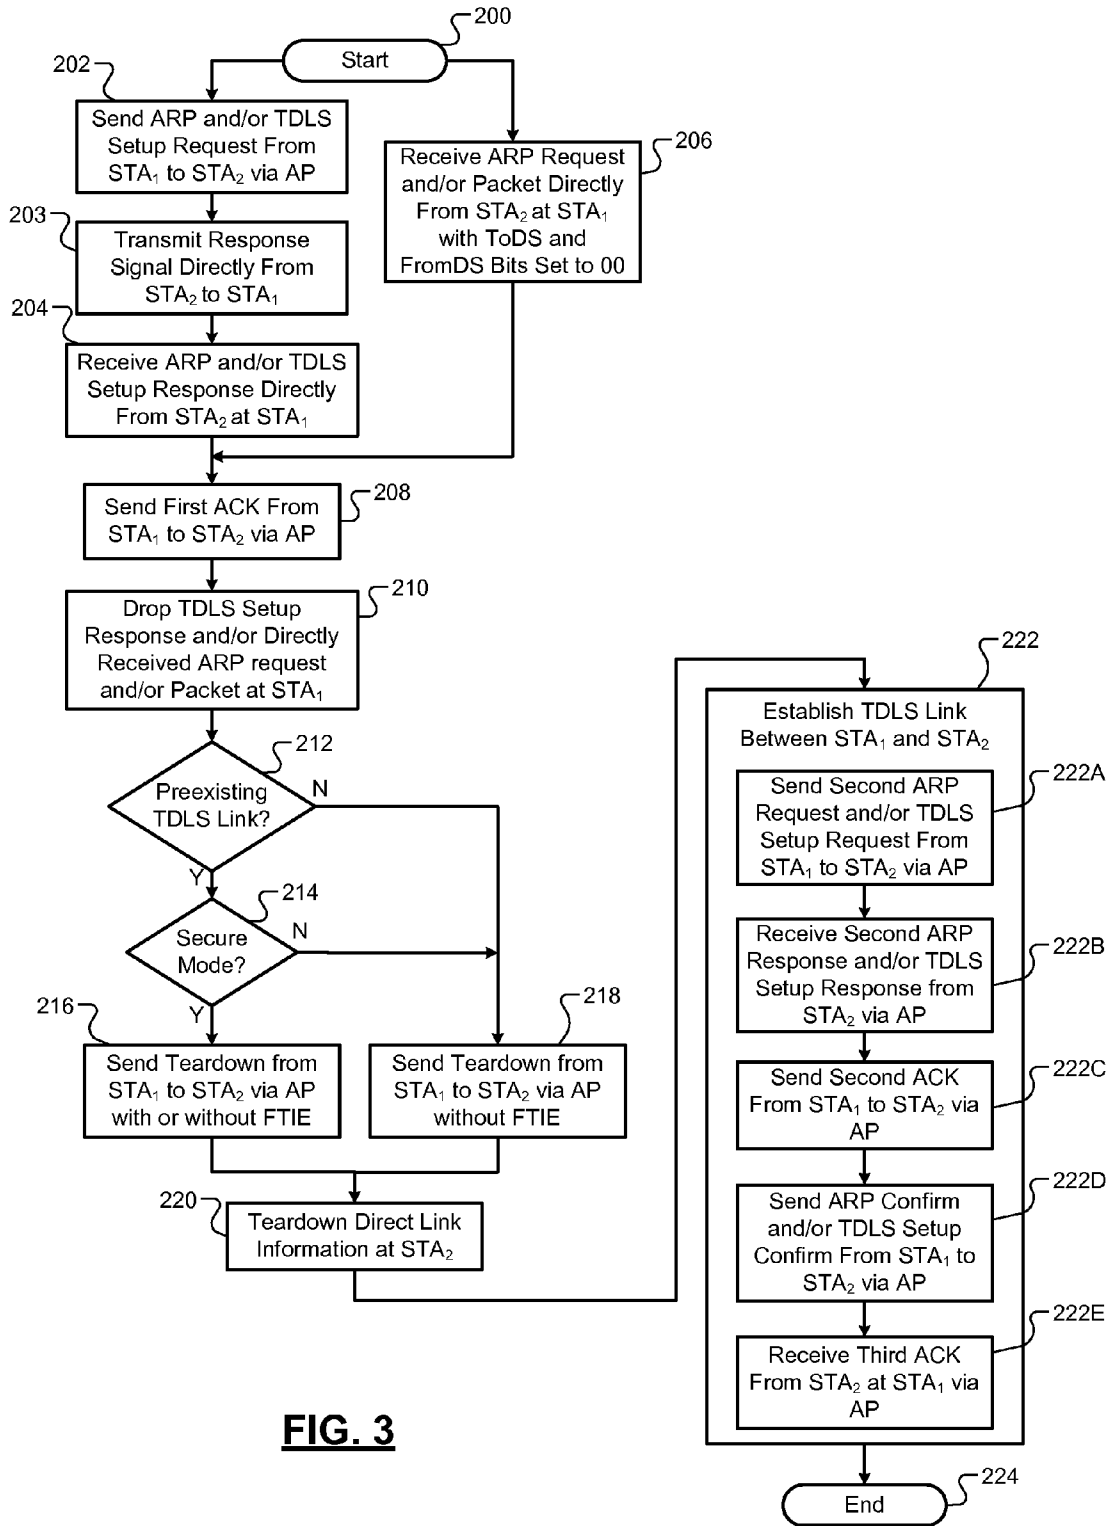 200
Start
202
Send ARP and/or TDLS
Setup Request From
STA₁ to STA₂ via AP
206
Receive ARP Request
and/or Packet Directly
From STA₂ at STA₁
with ToDS and
FromDS Bits Set to 00
203
Transmit Response
Signal Directly From
STA₂ to STA₁
204
Receive ARP and/or TDLS
Setup Response Directly
From STA₂ at STA₁
208
Send First ACK From
STA₁ to STA₂ via AP
210
Drop TDLS Setup
Response and/or Directly
Received ARP request
and/or Packet at STA₁
212
Preexisting
TDLS Link?
N
Y
214
Secure
Mode?
N
Y
216
Send Teardown from
STA₁ to STA₂ via AP
with or without FTIE
218
Send Teardown from
STA₁ to STA₂ via AP
without FTIE
220
Teardown Direct Link
Information at STA₂
222
Establish TDLS Link
Between STA₁ and STA₂
222A
Send Second ARP
Request and/or TDLS
Setup Request From
STA₁ to STA₂ via AP
222B
Receive Second ARP
Response and/or TDLS
Setup Response from
STA₂ via AP
222C
Send Second ACK
From STA₁ to STA₂ via
AP
222D
Send ARP Confirm
and/or TDLS Setup
Confirm From STA₁ to
STA₂ via AP
222E
Receive Third ACK
From STA₂ at STA₁ via
AP
224
End
FIG. 3